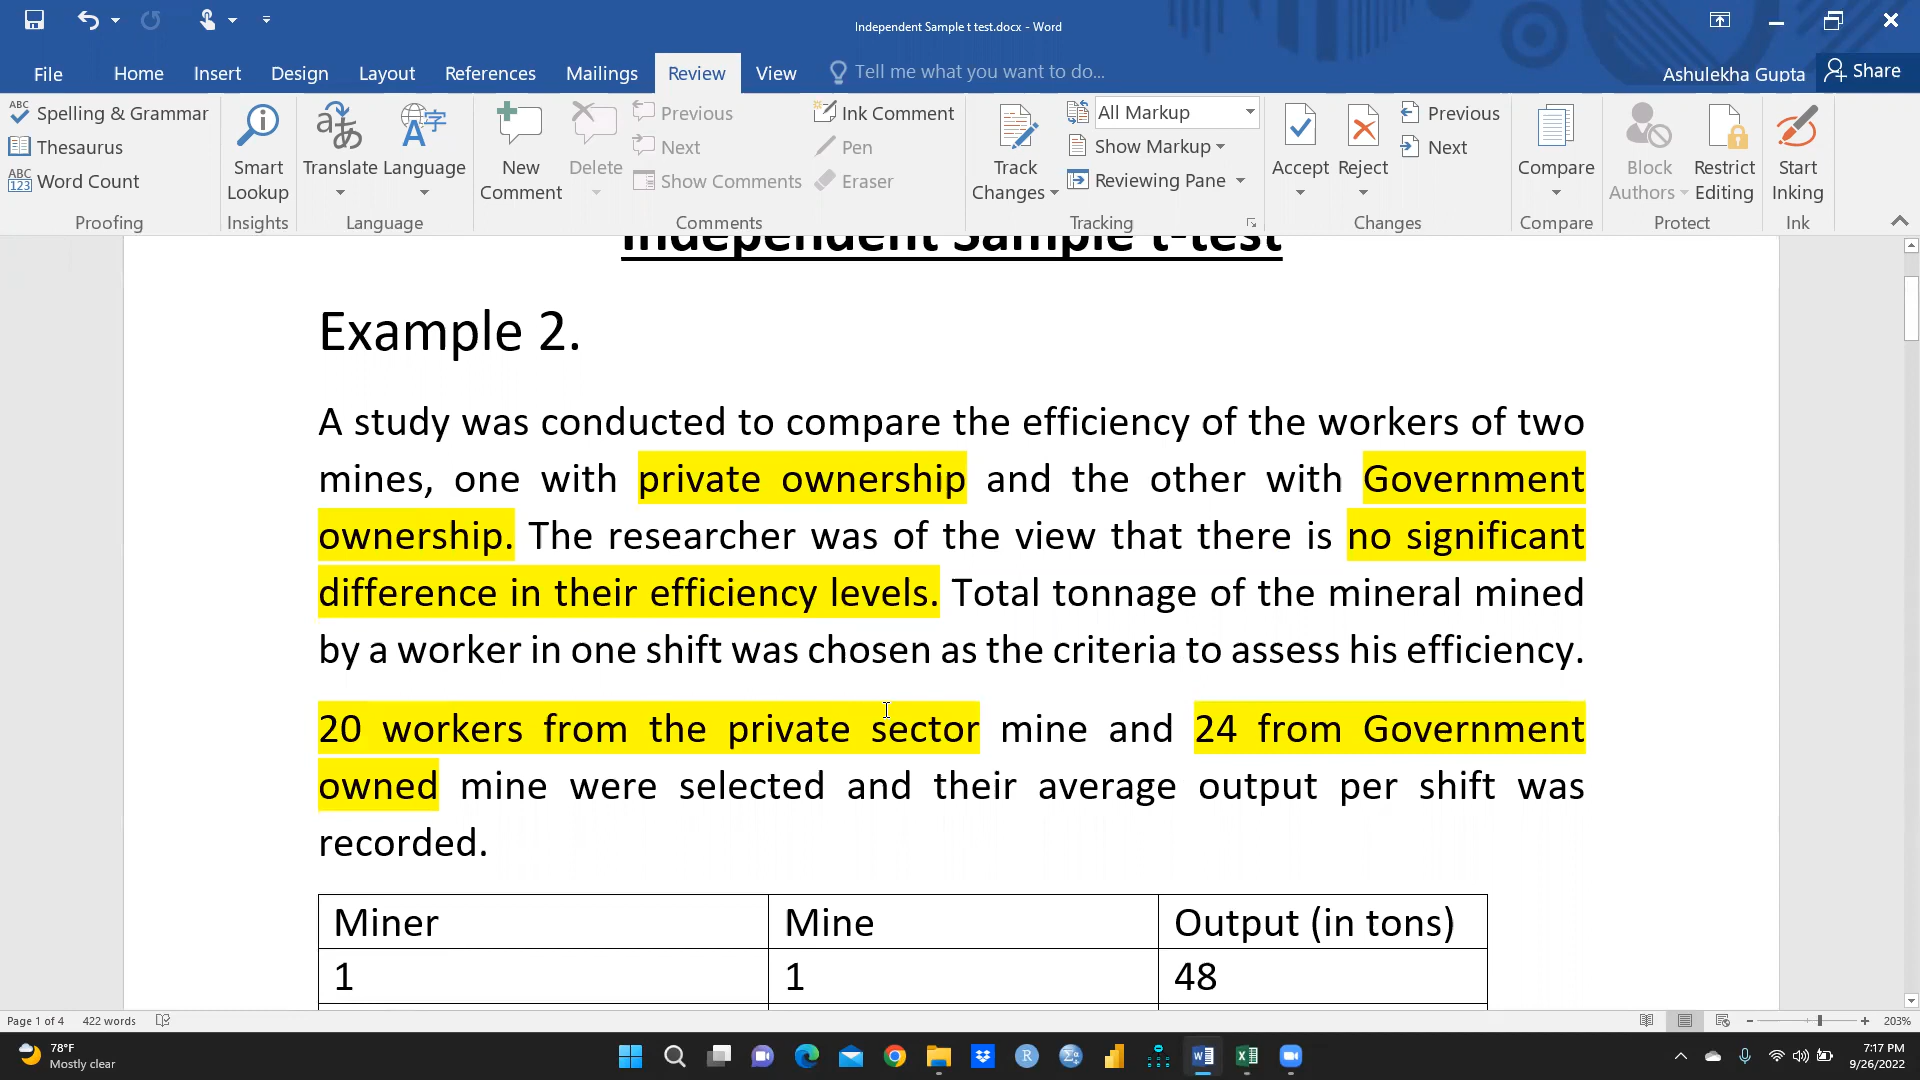 Independent Sample t test.docx - Word
File
Home
Insert
Design
Layout
References
Mailings
Review
View
Tell me what you want to do...
Ashulekha Gupta
Share
ABC Spelling & Grammar
Thesaurus
ABC 123 Word Count
Proofing
Smart Lookup
Insights
Translate
Language
Language
New Comment
Delete
Previous
Next
Show Comments
Ink Comment
Pen
Eraser
Comments
Track Changes
All Markup
Show Markup
Reviewing Pane
Tracking
Accept
Reject
Previous
Next
Changes
Compare
Compare
Block Authors
Restrict Editing
Protect
Start Inking
Ink
Independent Sample t-test
Example 2.
A study was conducted to compare the efficiency of the workers of two
mines, one with private ownership and the other with Government
ownership. The researcher was of the view that there is no significant
difference in their efficiency levels. Total tonnage of the mineral mined
by a worker in one shift was chosen as the criteria to assess his efficiency.
20 workers from the private sector mine and 24 from Government
owned mine were selected and their average output per shift was
recorded.
Miner Mine Output (in tons)
1 1 48
Page 1 of 4 422 words
203%
78°F
Mostly clear
7:17 PM
9/26/2022